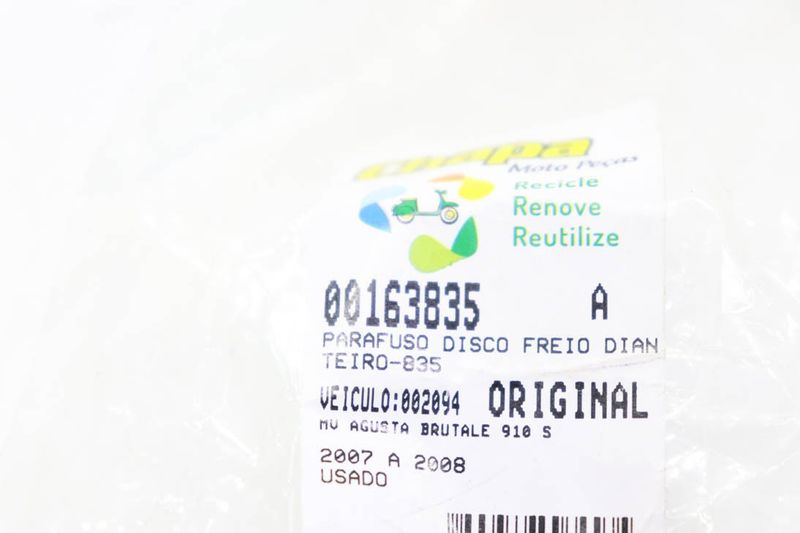 Chapa
Moto Peças
Recicle
Renove
Reutilize
00163835 A
PARAFUSO DISCO FREIO DIAN
TEIRO-835
VEICULO:002094 ORIGINAL
MV AGUSTA BRUTALE 910 S
2007 A 2008
USADO